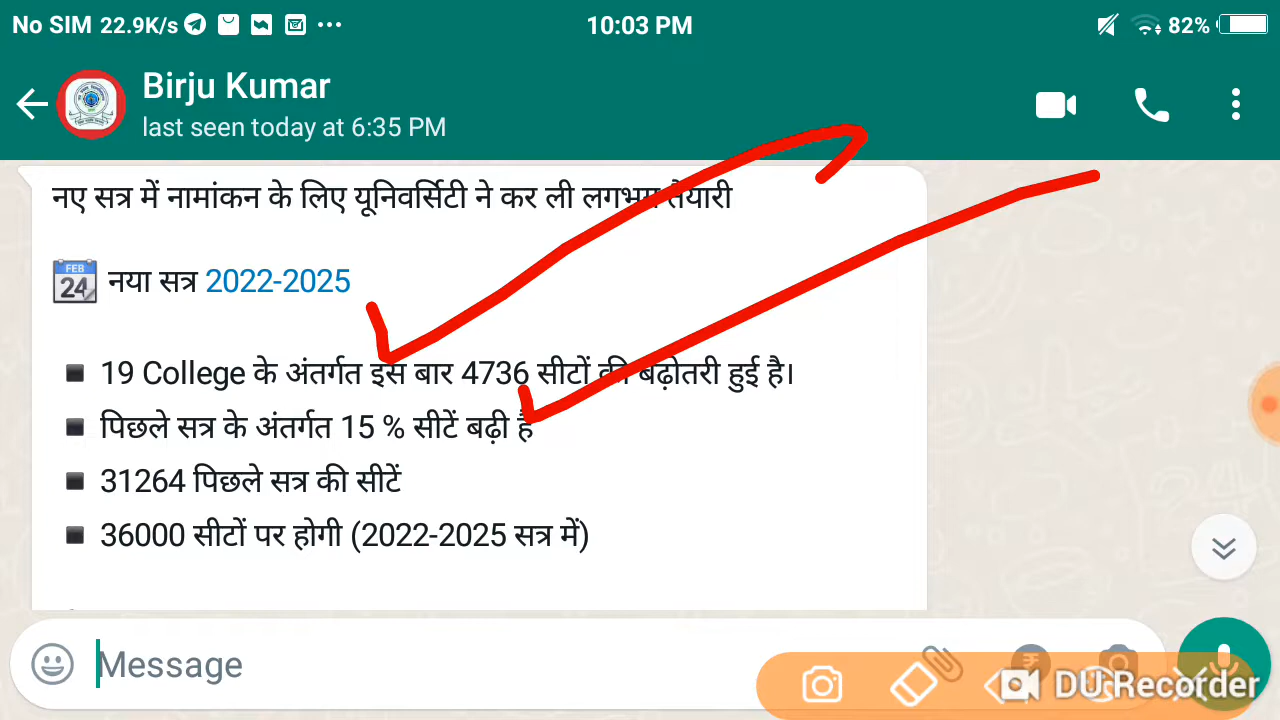 No SIM 22.9K/s 10:03 PM 82%
Birju Kumar
last seen today at 6:35 PM
नए सत्र में नामांकन के लिए यूनिवर्सिटी ने कर ली लगभग तैयारी
FEB
24 नया सत्र 2022-2025
19 College के अंतर्गत इस बार 4736 सीटों की बढ़ोतरी हुई है।
पिछले सत्र के अंतर्गत 15 % सीटें बढ़ी है
31264 पिछले सत्र की सीटें
36000 सीटों पर होगी (2022-2025 सत्र में)
Message
DU Recorder